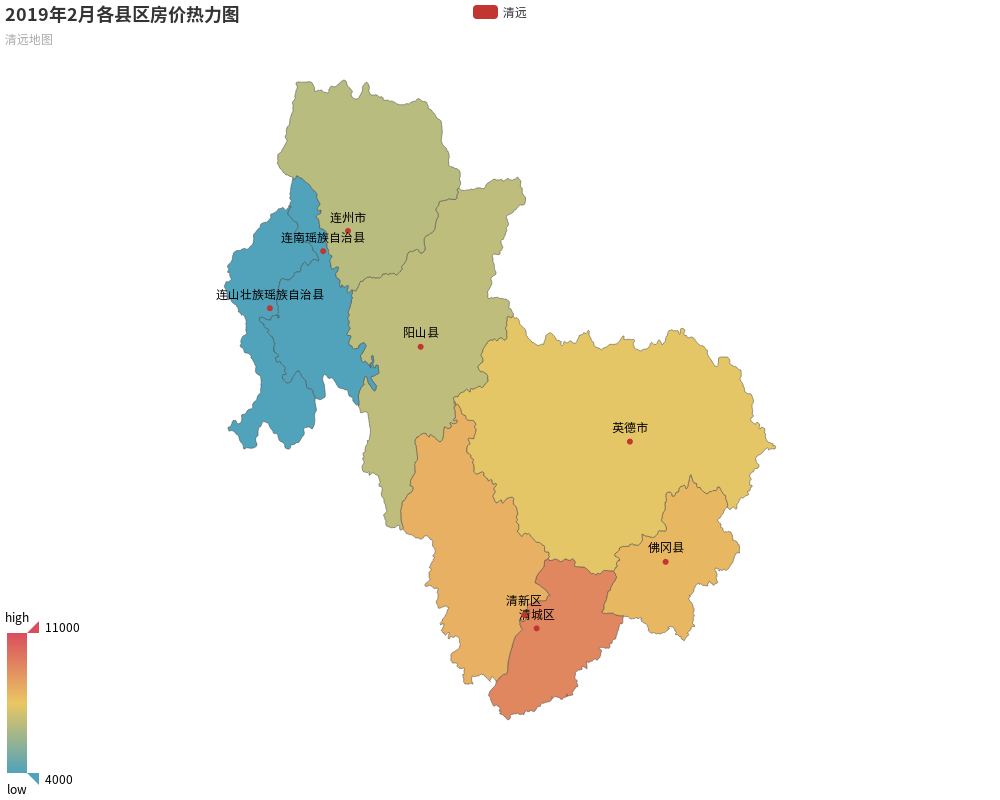 2019年2月各县区房价热力图
清远
清远地图
连州市
连南瑶族自治县
连山壮族瑶族自治县
阳山县
英德市
佛冈县
清新区
清城区
high
11000
4000
low